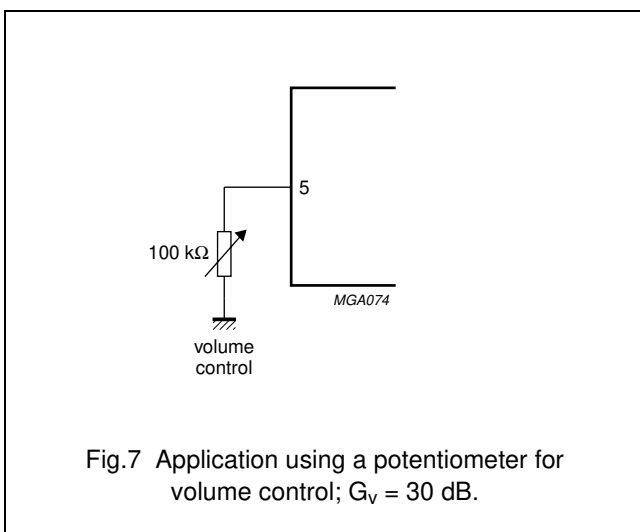 5
100 kΩ
MGA074
volume
control
Fig.7 Application using a potentiometer for
volume control; Gv = 30 dB.